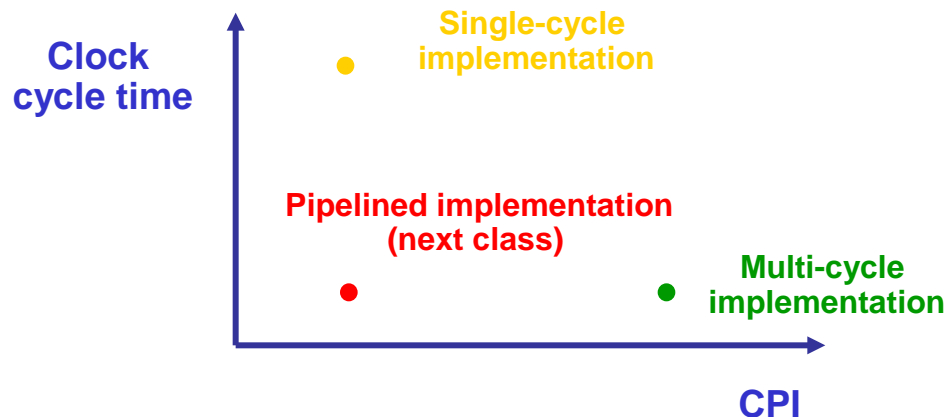 Single-cycle
implementation
Clock
cycle time
Pipelined implementation
(next class)
Multi-cycle
implementation
CPI